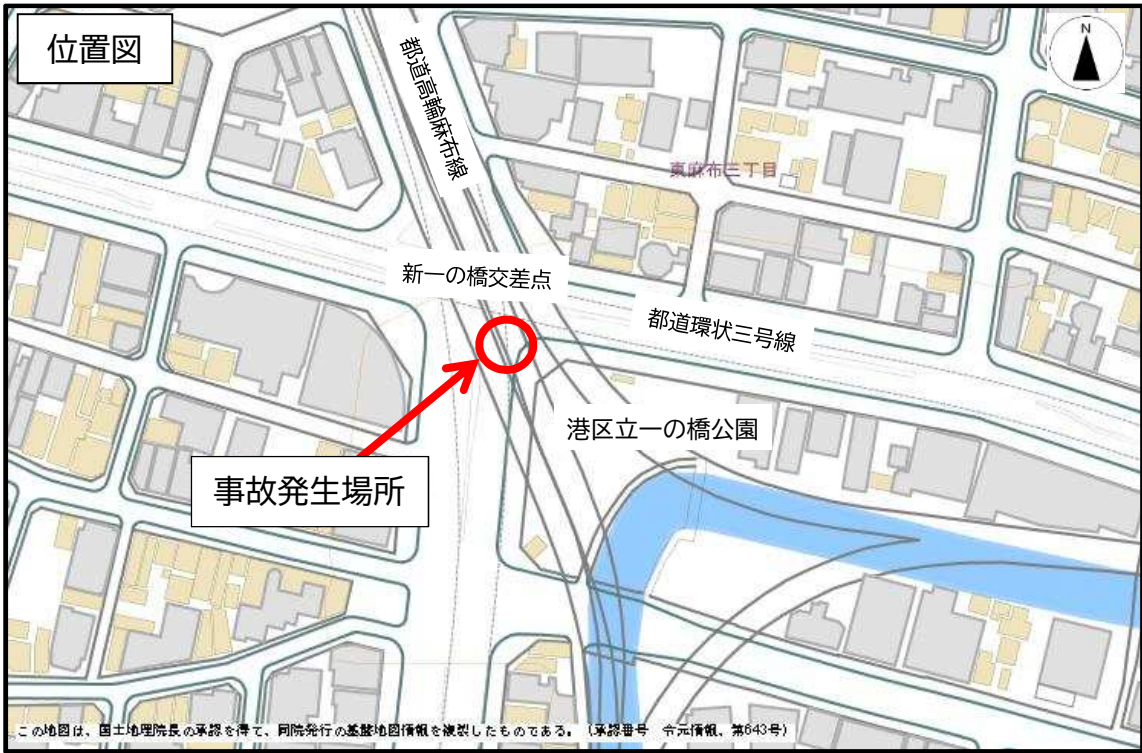 位置図
N
都道高輪麻布線
東麻布三丁目
新一の橋交差点
都道環状三号線
港区立一の橋公園
事故発生場所
この地図は、国土地理院長の承認を得て、同院発行の基盤地図情報を複製したものである。（承認番号　令元情複、第643号）